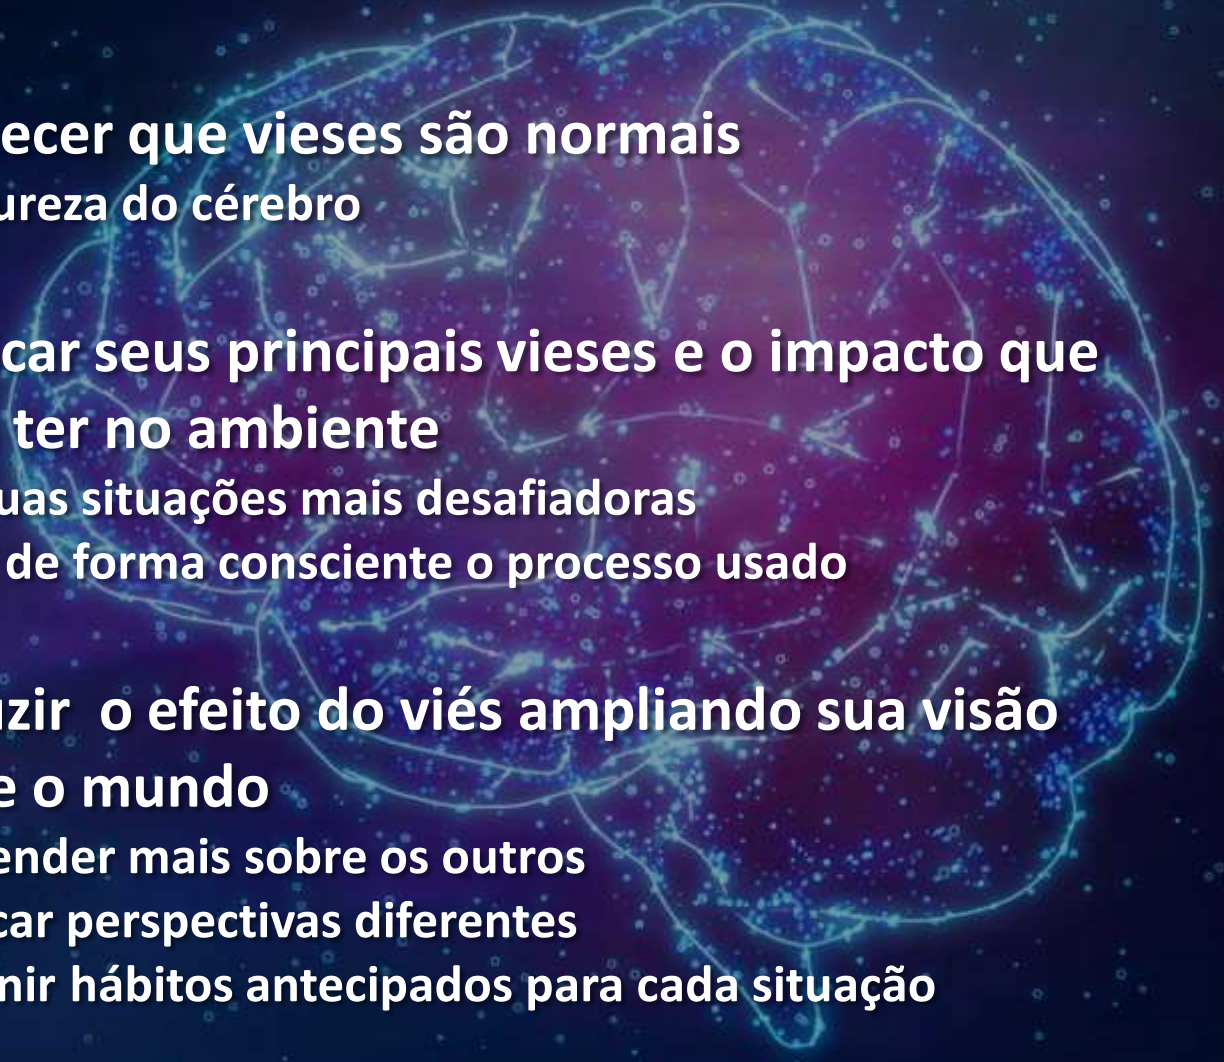 ecer que vieses são normais
ureza do cérebro
car seus principais vieses e o impacto que
ter no ambiente
uas situações mais desafiadoras
de forma consciente o processo usado
zir o efeito do viés ampliando sua visão
e o mundo
ender mais sobre os outros
car perspectivas diferentes
nir hábitos antecipados para cada situação